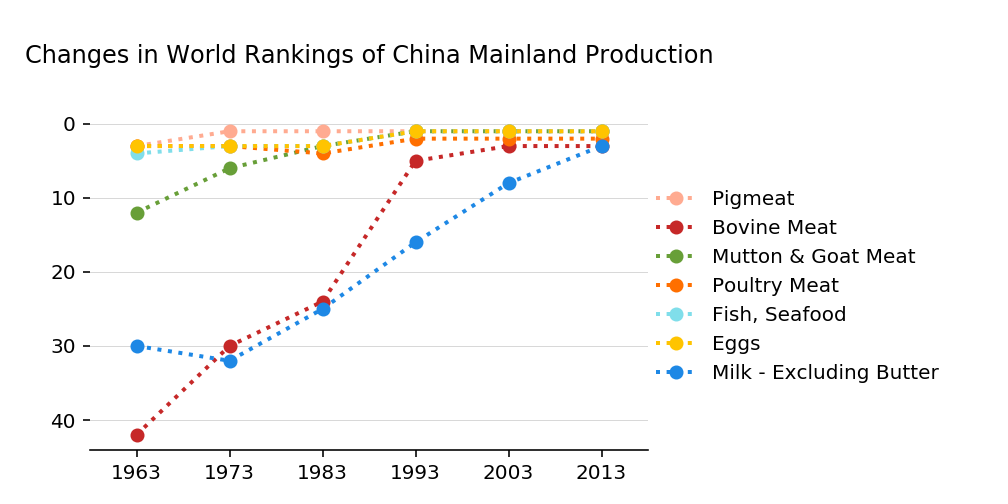 Changes in World Rankings of China Mainland Production
0
10
20
30
40
1963 1973 1983 1993 2003 2013
Pigmeat
Bovine Meat
Mutton & Goat Meat
Poultry Meat
Fish, Seafood
Eggs
Milk - Excluding Butter